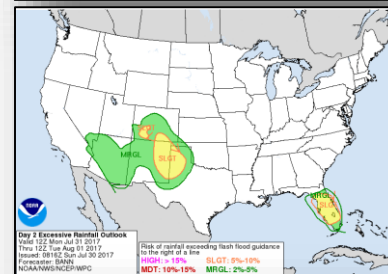 MRGL
SLGT
MRGL
SLGT
Day 2 Excessive Rainfall Outlook
Valid 12Z Mon Jul 31 2017
Thru 12Z Tue Aug 01 2017
Issued: 0816Z Sun Jul 30 2017
Forecaster: BANN
NOAA/NWS/NCEP/WPC
Risk of rainfall exceeding flash flood guidance
to the right of a line
HIGH: > 15% SLGT: 5%-10%
MDT: 10%-15% MRGL: 2%-5%